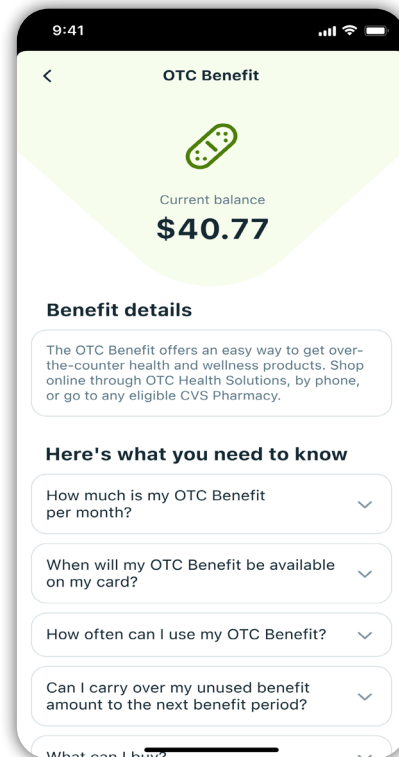 9:41
OTC Benefit
Current balance
$40.77
Benefit details
The OTC Benefit offers an easy way to get over-
the-counter health and wellness products. Shop
online through OTC Health Solutions, by phone,
or go to any eligible CVS Pharmacy.
Here's what you need to know
How much is my OTC Benefit
per month?
When will my OTC Benefit be available
on my card?
How often can I use my OTC Benefit?
Can I carry over my unused benefit
amount to the next benefit period?
What can I buy?